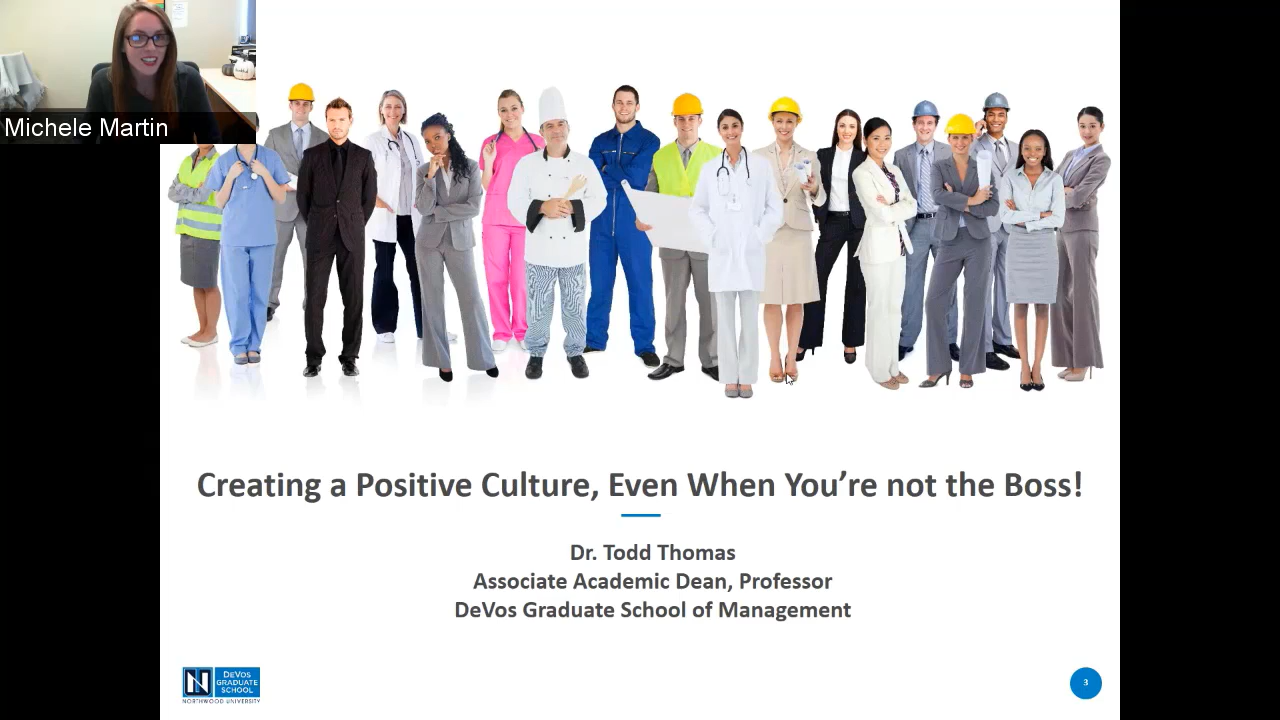 Michele Martin
Creating a Positive Culture, Even When You're not the Boss!
Dr. Todd Thomas
Associate Academic Dean, Professor
DeVos Graduate School of Management
N
DEVOS
GRADUATE
SCHOOL
NORTHWOOD UNIVERSITY
3